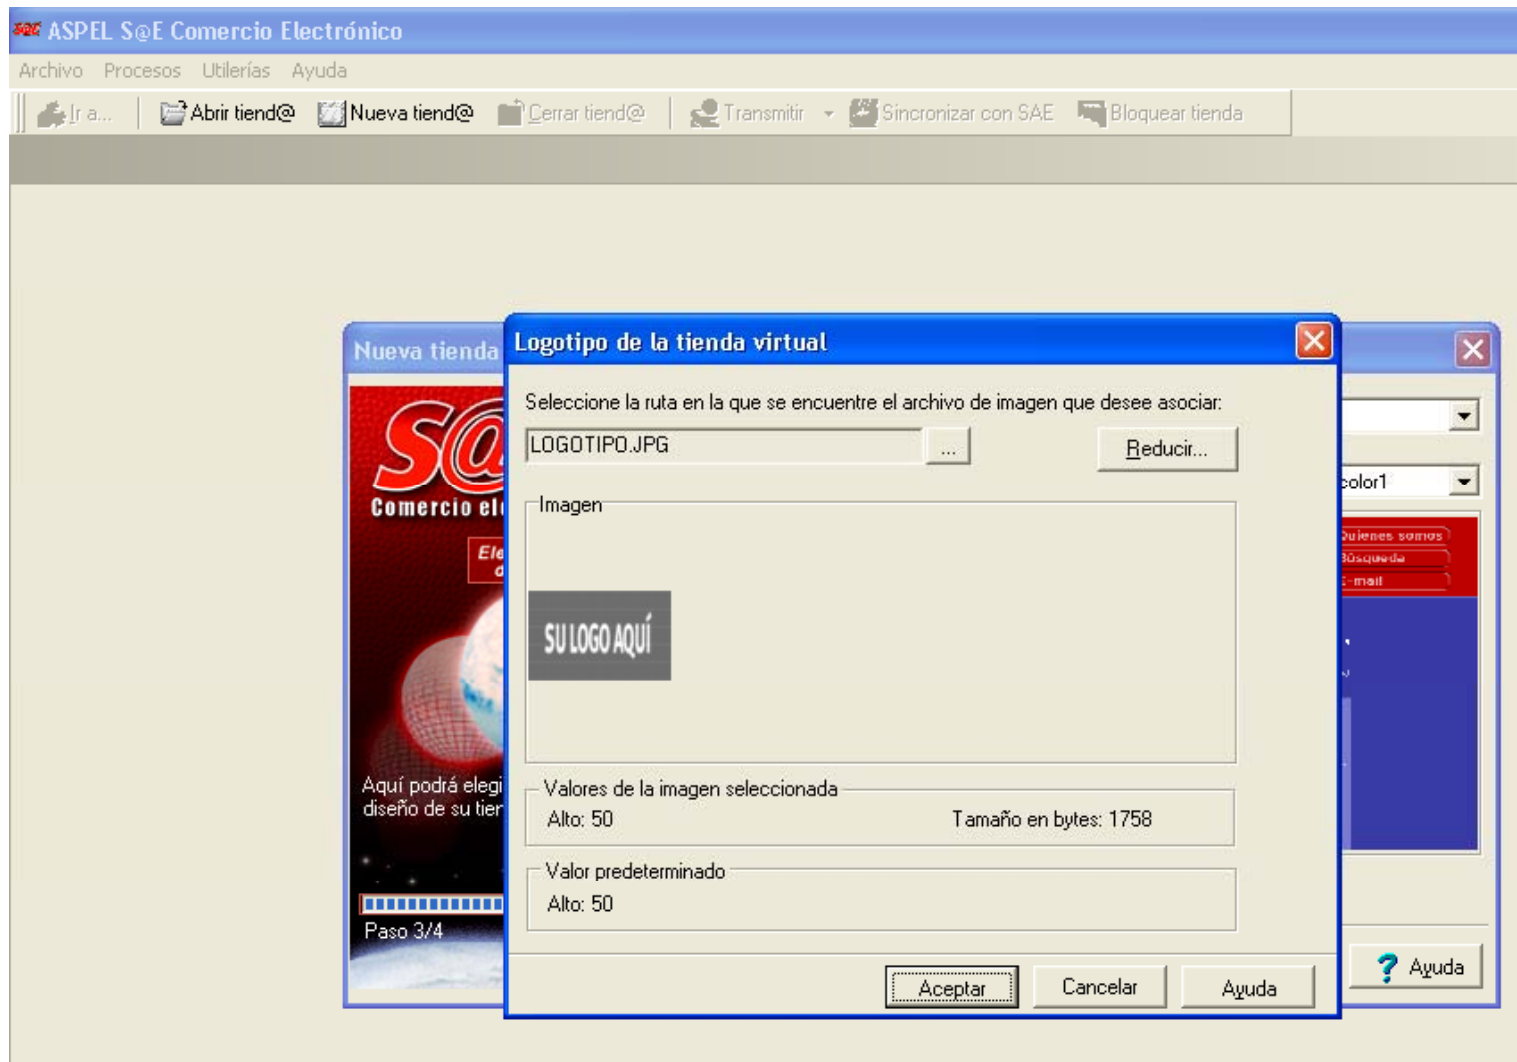 ASPEL S@E Comercio Electrónico
Archivo Procesos Utilerías Ayuda
Ir a... Abrir tiend@ Nueva tiend@ Cerrar tiend@ Transmitir Sincronizar con SAE Bloquear tienda
Nueva tienda
Logotipo de la tienda virtual
Seleccione la ruta en la que se encuentre el archivo de imagen que desee asociar:
LOGOTIPO.JPG
...
Reducir...
Imagen
SU LOGO AQUÍ
Valores de la imagen seleccionada
Alto: 50 Tamaño en bytes: 1758
Valor predeterminado
Alto: 50
Aceptar Cancelar Ayuda
S@
Comercio el
Ele
d
Aquí podrá elegi
diseño de su tier
Paso 3/4
color1
Quienes somos
Búsqueda
E-mail
? Ayuda